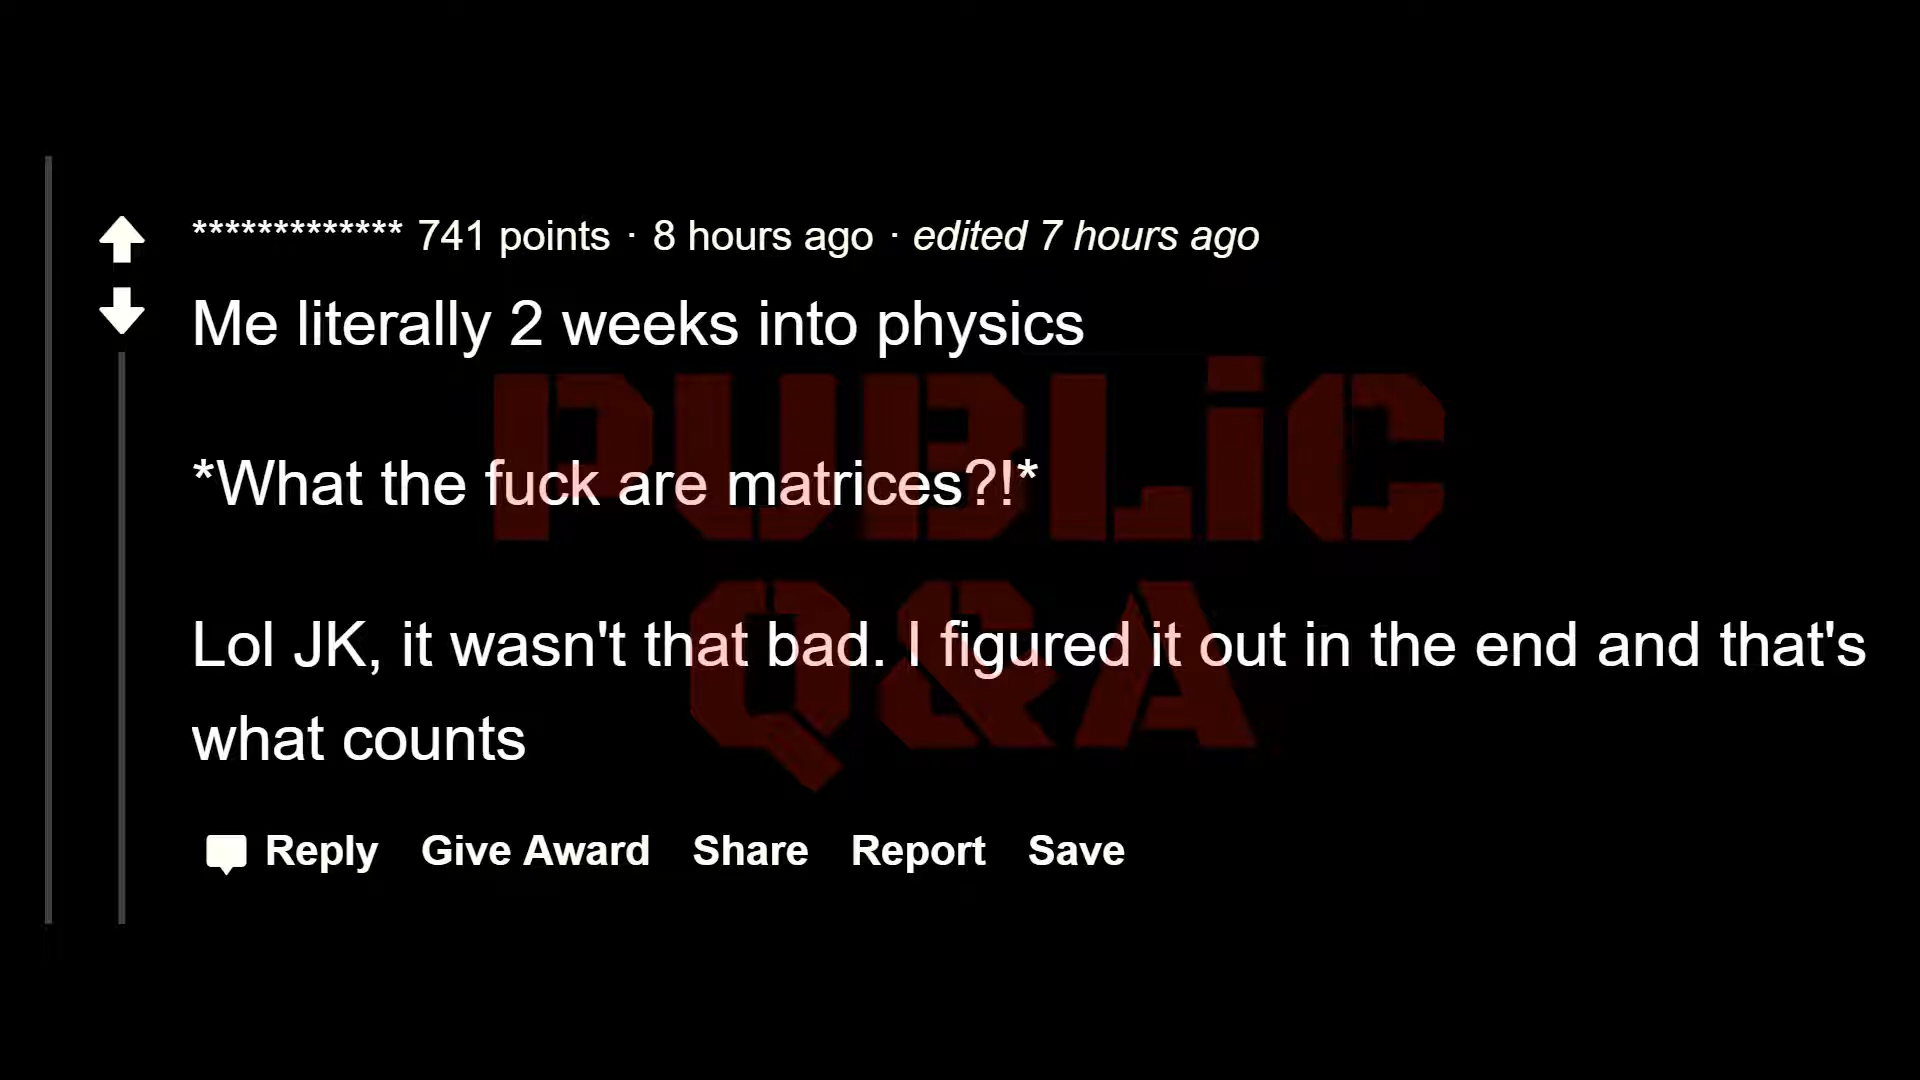 ************* 741 points · 8 hours ago · edited 7 hours ago
Me literally 2 weeks into physics
*What the fuck are matrices?!*
Lol JK, it wasn't that bad. I figured it out in the end and that's
what counts
Reply Give Award Share Report Save
PUBLiC
Q&A